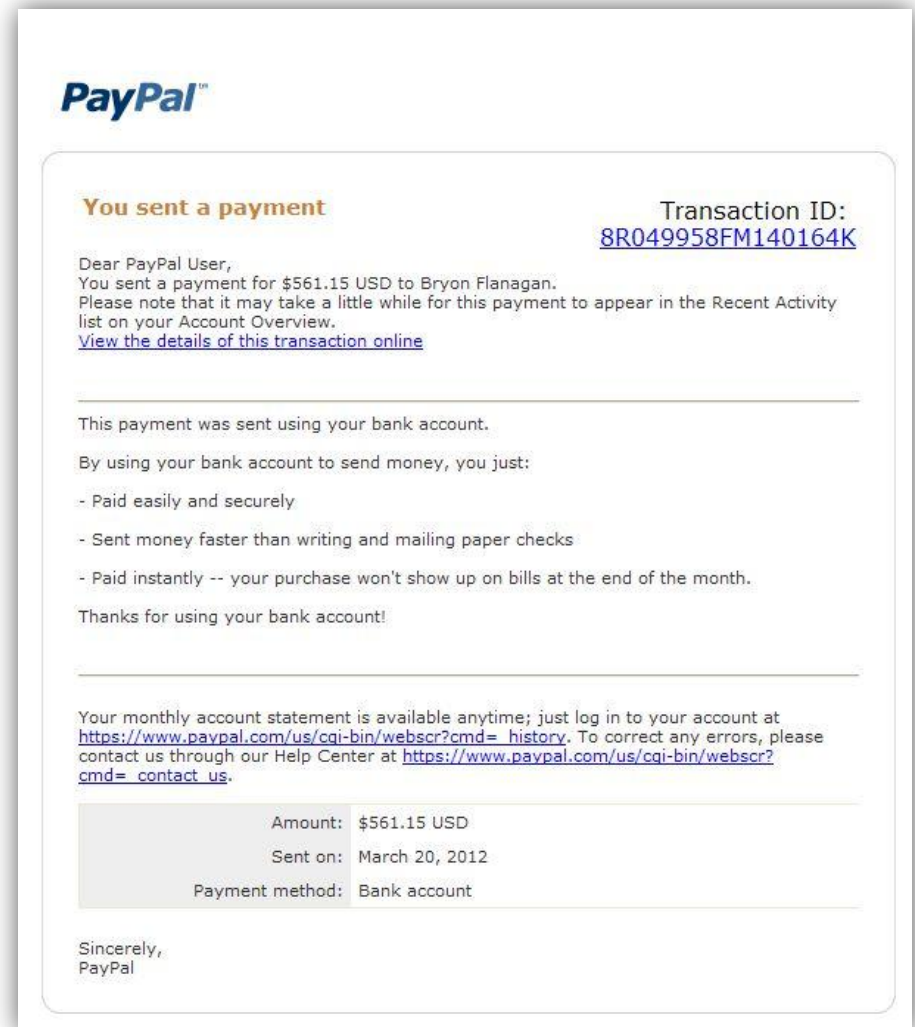 PayPal™
You sent a payment
Transaction ID:
8R049958FM140164K
Dear PayPal User,
You sent a payment for $561.15 USD to Bryon Flanagan.
Please note that it may take a little while for this payment to appear in the Recent Activity
list on your Account Overview.
View the details of this transaction online
This payment was sent using your bank account.
By using your bank account to send money, you just:
- Paid easily and securely
- Sent money faster than writing and mailing paper checks
- Paid instantly -- your purchase won't show up on bills at the end of the month.
Thanks for using your bank account!
Your monthly account statement is available anytime; just log in to your account at
https://www.paypal.com/us/cgi-bin/webscr?cmd=_history. To correct any errors, please
contact us through our Help Center at https://www.paypal.com/us/cgi-bin/webscr?
cmd=_contact_us.
Amount: $561.15 USD
Sent on: March 20, 2012
Payment method: Bank account
Sincerely,
PayPal